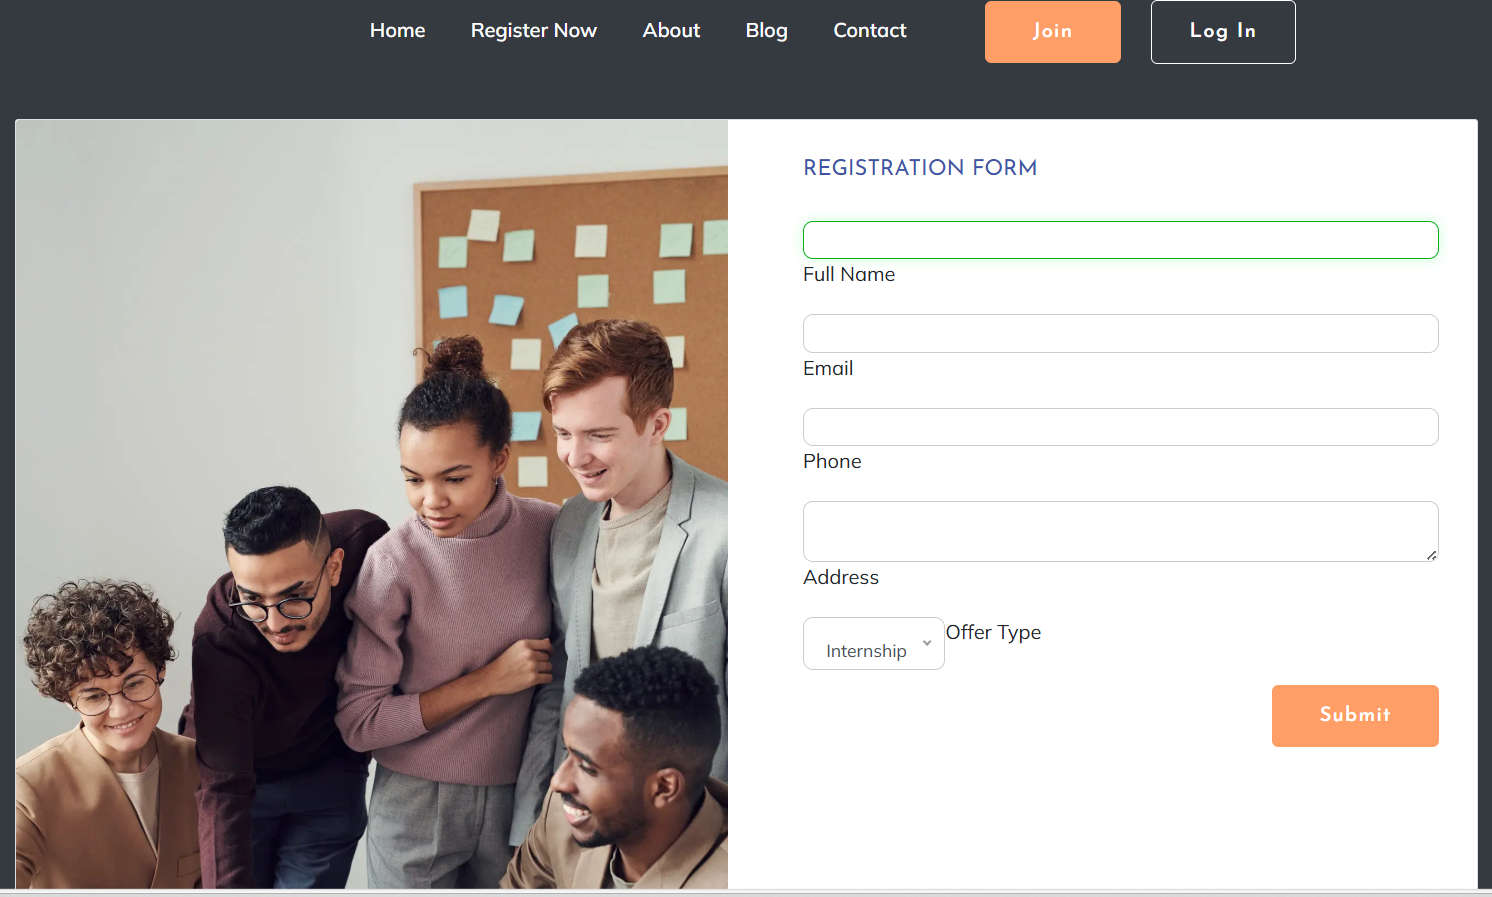 Home Register Now About Blog Contact Join Log In
REGISTRATION FORM
Full Name
Email
Phone
Address
Internship Offer Type
Submit